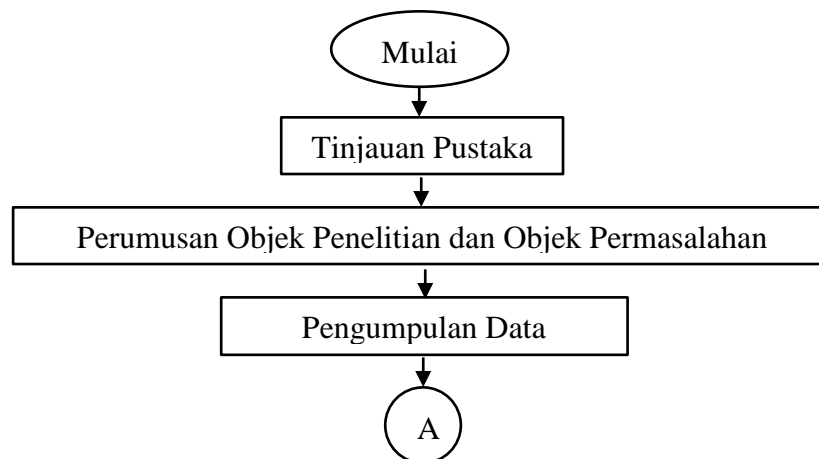 Mulai
Tinjauan Pustaka
Perumusan Objek Penelitian dan Objek Permasalahan
Pengumpulan Data
A